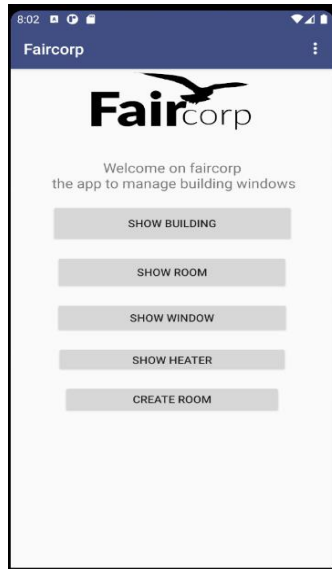 8:02
Faircorp
Faircorp
Welcome on faircorp
the app to manage building windows
SHOW BUILDING
SHOW ROOM
SHOW WINDOW
SHOW HEATER
CREATE ROOM